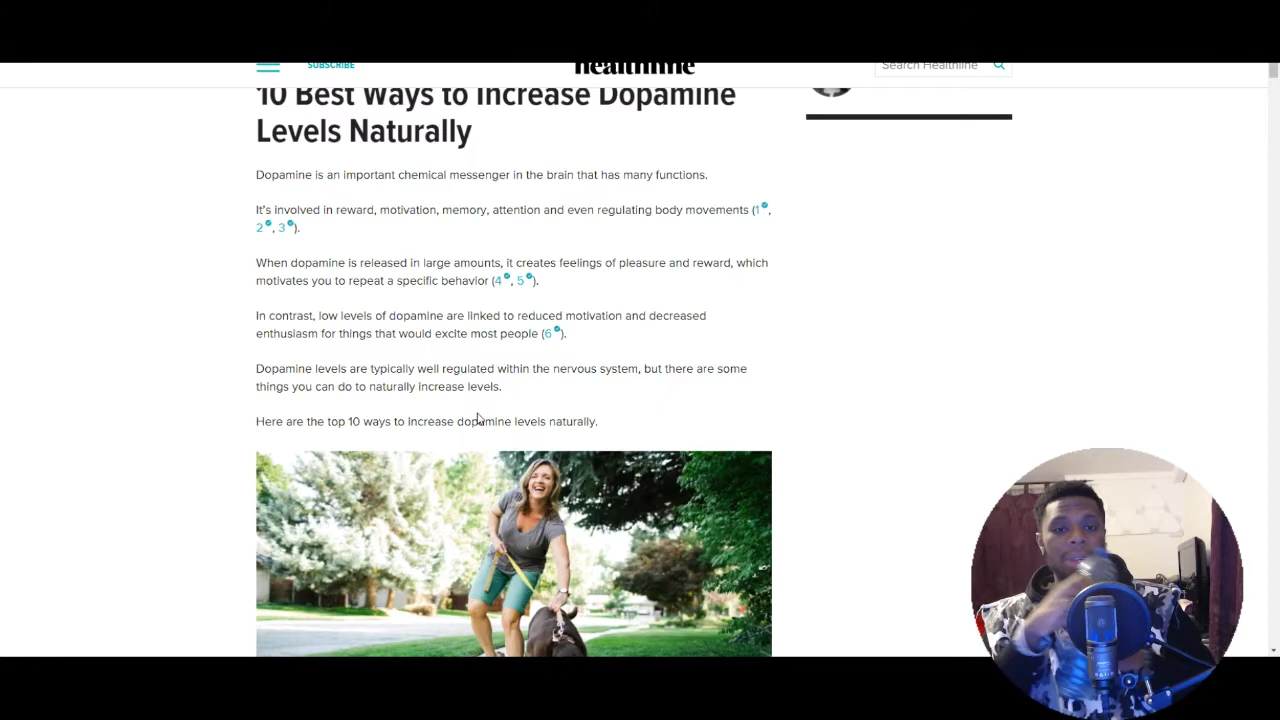 SUBSCRIBE
healthline
Search Healthline
10 Best Ways to Increase Dopamine
Levels Naturally
Dopamine is an important chemical messenger in the brain that has many functions.
It's involved in reward, motivation, memory, attention and even regulating body movements (1,
2, 3).
When dopamine is released in large amounts, it creates feelings of pleasure and reward, which
motivates you to repeat a specific behavior (4, 5).
In contrast, low levels of dopamine are linked to reduced motivation and decreased
enthusiasm for things that would excite most people (6).
Dopamine levels are typically well regulated within the nervous system, but there are some
things you can do to naturally increase levels.
Here are the top 10 ways to increase dopamine levels naturally.